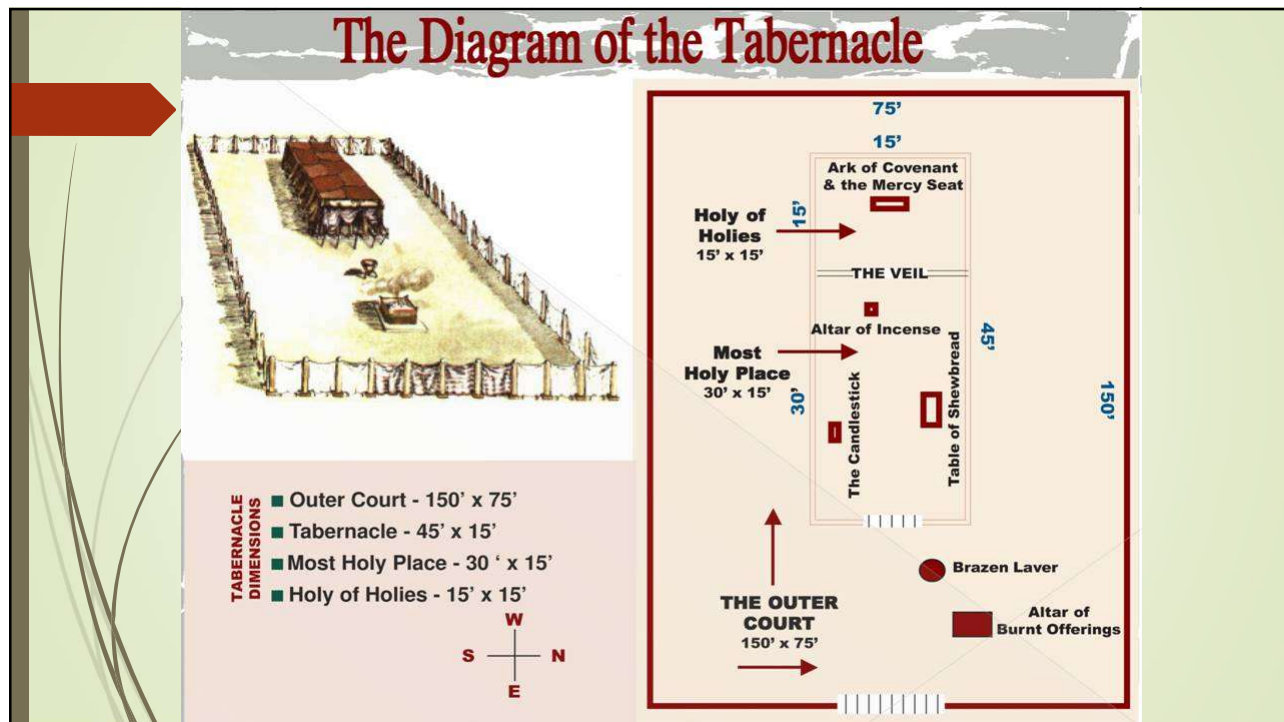 The Diagram of the Tabernacle
75’
15’
Ark of Covenant
& the Mercy Seat
15’
Holy of
Holies
15’ x 15’
THE VEIL
Altar of Incense
45’
Most
Holy Place
30’ x 15’
30’
The Candlestick
Table of Shewbread
150’
Brazen Laver
Altar of
Burnt Offerings
THE OUTER
COURT
150’ x 75’
TABERNACLE
DIMENSIONS
Outer Court - 150’ x 75’
Tabernacle - 45’ x 15’
Most Holy Place - 30 ‘ x 15’
Holy of Holies - 15’ x 15’
W
S N
E